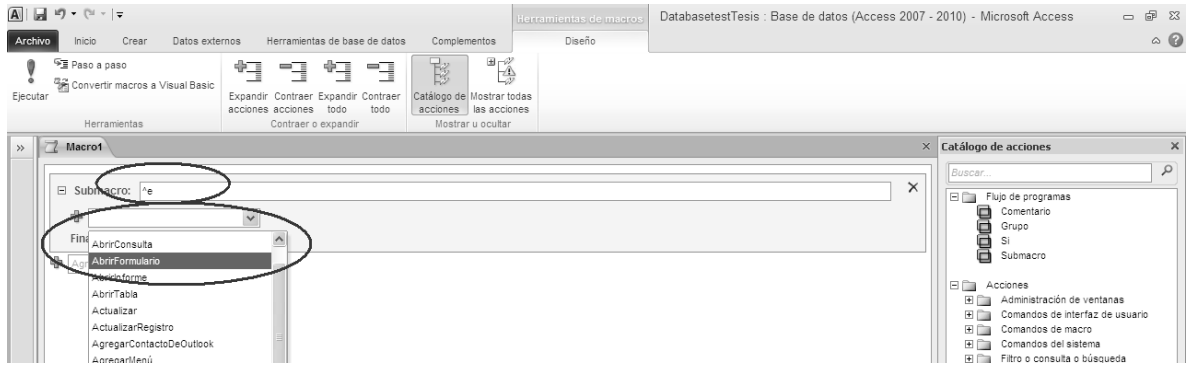 A
Herramientas de macros
DatabasetestTesis : Base de datos (Access 2007 - 2010) - Microsoft Access
Archivo Inicio Crear Datos externos Herramientas de base de datos Complementos Diseño
Ejecutar
Paso a paso
Convertir macros a Visual Basic
Herramientas
Expandir acciones
Contraer acciones
Expandir todo
Contraer todo
Contraer o expandir
Catálogo de acciones
Mostrar todas las acciones
Mostrar u ocultar
Macro1
Submacro: ^e
AbrirConsulta
AbrirFormulario
AbrirInforme
AbrirTabla
Actualizar
ActualizarRegistro
AgregarContactoDeOutlook
AgregarMenú
Catálogo de acciones
Buscar...
Flujo de programas
Comentario
Grupo
Si
Submacro
Acciones
Administración de ventanas
Comandos de interfaz de usuario
Comandos de macro
Comandos del sistema
Filtro o consulta o búsqueda